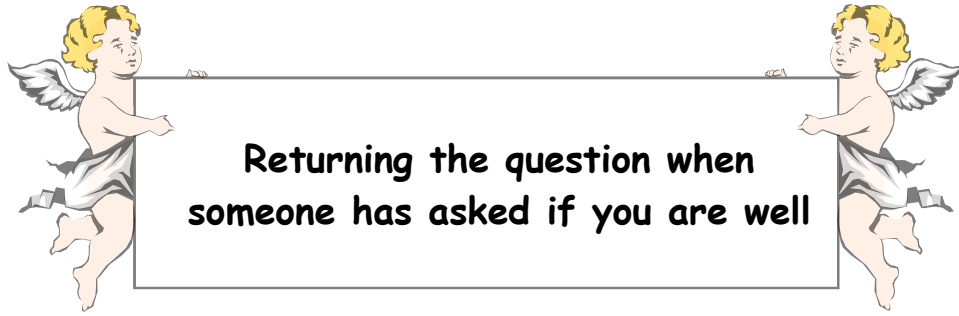 Returning the question when
someone has asked if you are well